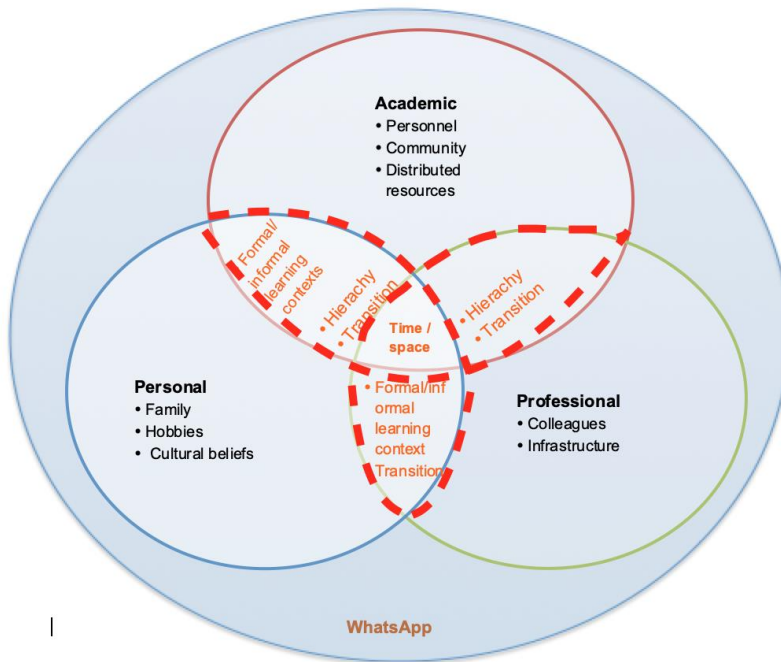 Academic
• Personnel
• Community
• Distributed
resources
Formal/
informal
learning
contexts
• Hierachy
• Transition
• Hierachy
• Transition
Time /
space
Personal
• Family
• Hobbies
• Cultural beliefs
• Formal/inf
ormal
learning
context
Transition
Professional
• Colleagues
• Infrastructure
WhatsApp